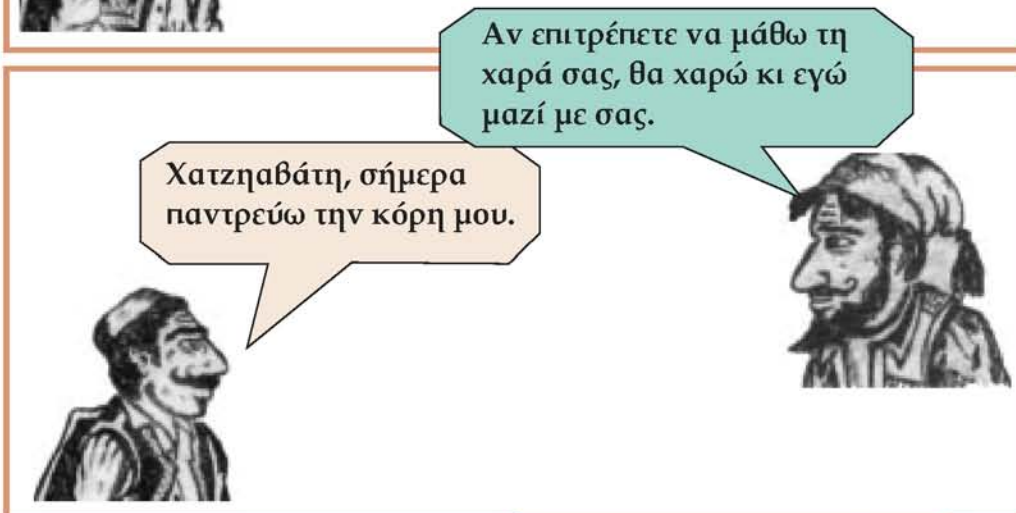 Αν επιτρέπετε να μάθω τη
χαρά σας, θα χαρώ κι εγώ
μαζί με σας.
Χατζηαβάτη, σήμερα
παντρεύω την κόρη μου.